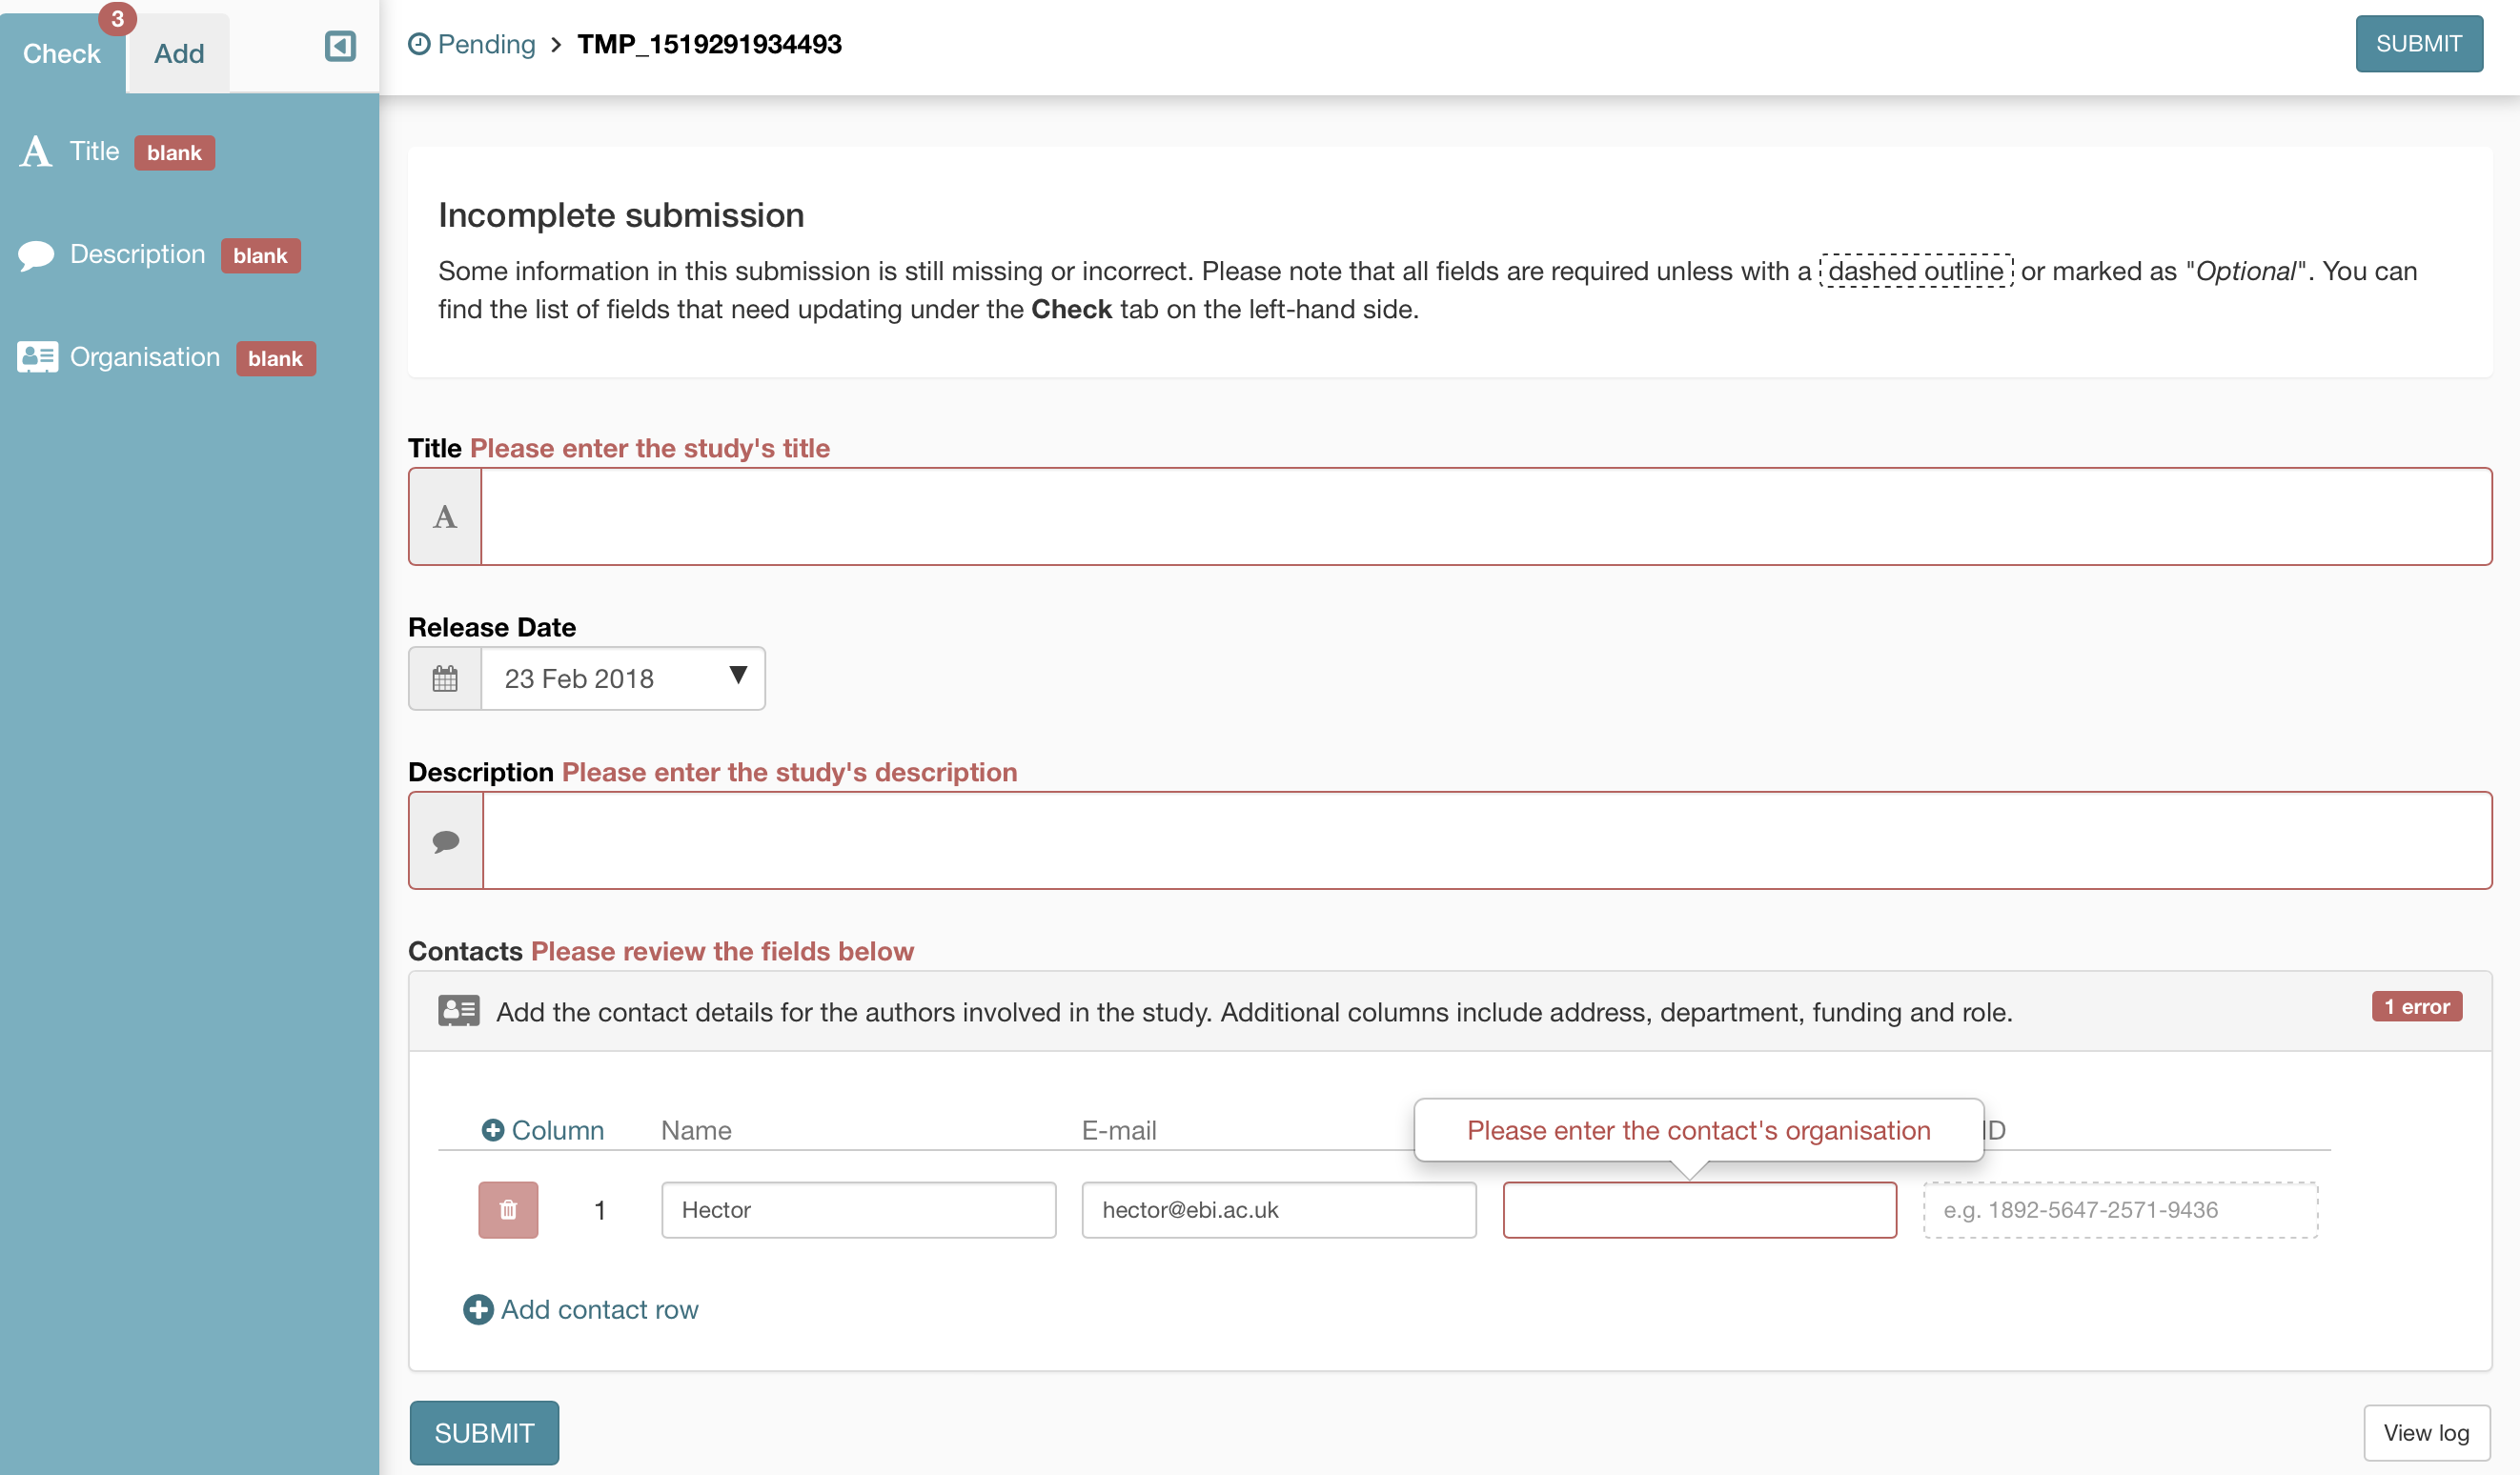 Check
3
Add
Title blank
Description blank
Organisation blank
Pending > TMP_1519291934493
SUBMIT
Incomplete submission
Some information in this submission is still missing or incorrect. Please note that all fields are required unless with a dashed outline or marked as "Optional". You can
find the list of fields that need updating under the Check tab on the left-hand side.
Title Please enter the study's title
A
Release Date
23 Feb 2018
Description Please enter the study's description
Contacts Please review the fields below
Add the contact details for the authors involved in the study. Additional columns include address, department, funding and role.
1 error
Column Name E-mail Please enter the contact's organisation ID
1 Hector hector@ebi.ac.uk e.g. 1892-5647-2571-9436
Add contact row
SUBMIT
View log